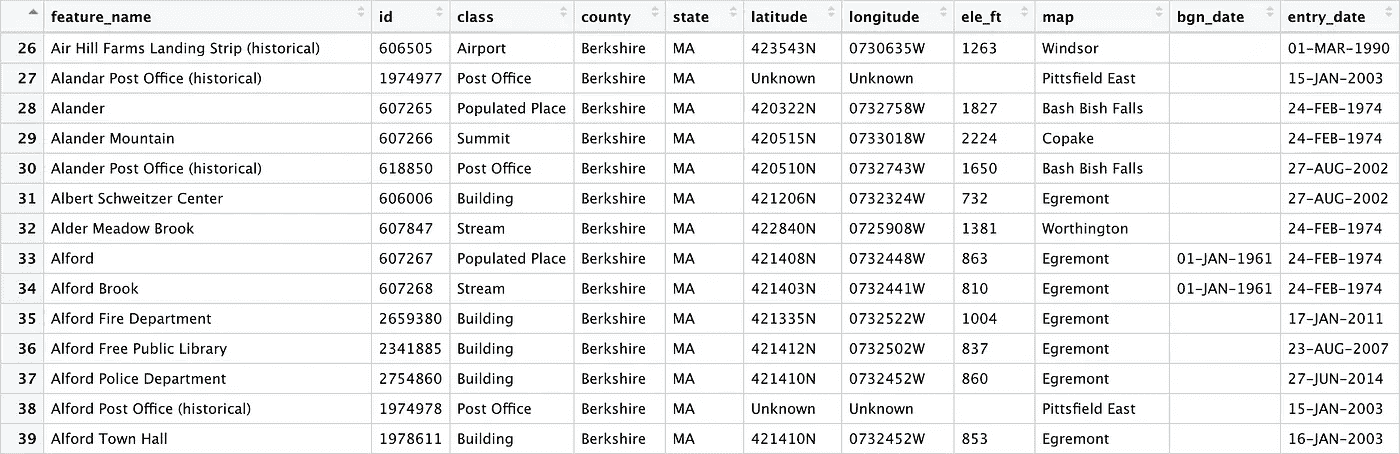 feature_name id class county state latitude longitude ele_ft map bgn_date entry_date
26 Air Hill Farms Landing Strip (historical) 606505 Airport Berkshire MA 423543N 0730635W 1263 Windsor 01-MAR-1990
27 Alandar Post Office (historical) 1974977 Post Office Berkshire MA Unknown Unknown Pittsfield East 15-JAN-2003
28 Alander 607265 Populated Place Berkshire MA 420322N 0732758W 1827 Bash Bish Falls 24-FEB-1974
29 Alander Mountain 607266 Summit Berkshire MA 420515N 0733018W 2224 Copake 24-FEB-1974
30 Alander Post Office (historical) 618850 Post Office Berkshire MA 420510N 0732743W 1650 Bash Bish Falls 27-AUG-2002
31 Albert Schweitzer Center 606006 Building Berkshire MA 421206N 0732324W 732 Egremont 27-AUG-2002
32 Alder Meadow Brook 607847 Stream Berkshire MA 422840N 0725908W 1381 Worthington 24-FEB-1974
33 Alford 607267 Populated Place Berkshire MA 421408N 0732448W 863 Egremont 01-JAN-1961 24-FEB-1974
34 Alford Brook 607268 Stream Berkshire MA 421403N 0732441W 810 Egremont 01-JAN-1961 24-FEB-1974
35 Alford Fire Department 2659380 Building Berkshire MA 421335N 0732522W 1004 Egremont 17-JAN-2011
36 Alford Free Public Library 2341885 Building Berkshire MA 421412N 0732502W 837 Egremont 23-AUG-2007
37 Alford Police Department 2754860 Building Berkshire MA 421410N 0732452W 860 Egremont 27-JUN-2014
38 Alford Post Office (historical) 1974978 Post Office Berkshire MA Unknown Unknown Pittsfield East 15-JAN-2003
39 Alford Town Hall 1978611 Building Berkshire MA 421410N 0732452W 853 Egremont 16-JAN-2003